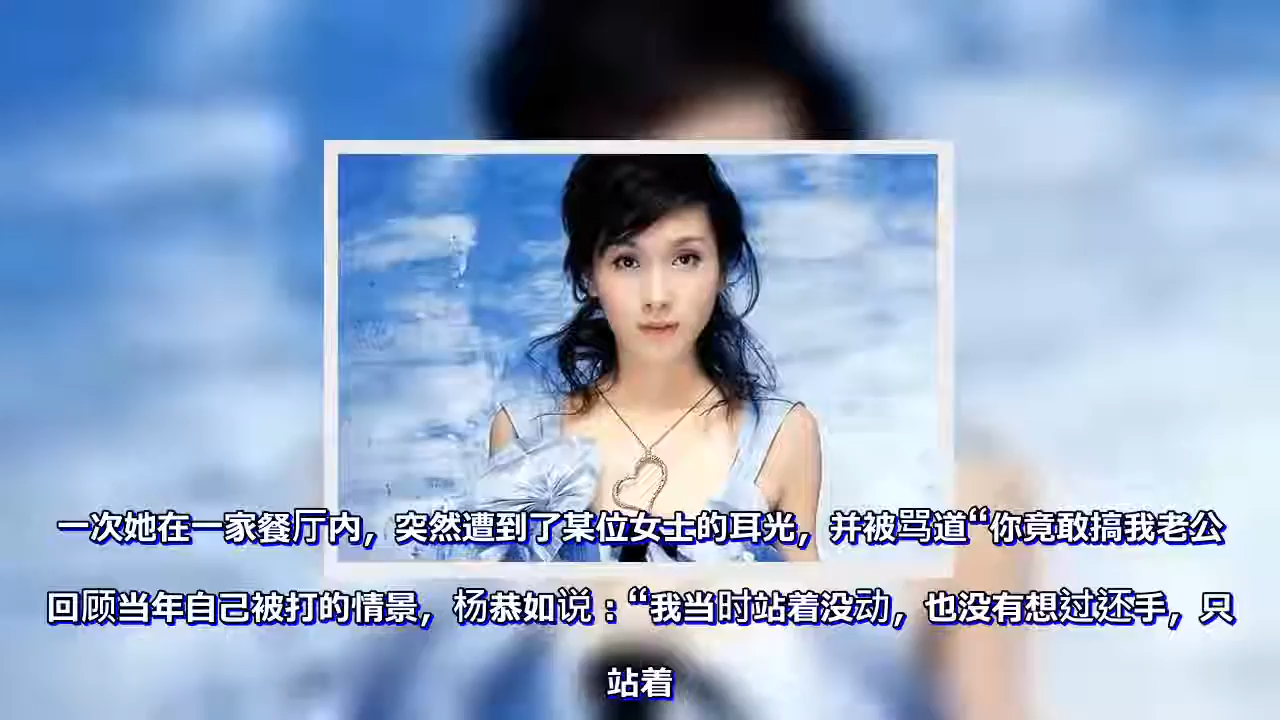 一次她在一家餐厅内，突然遭到了某位女士的耳光，并被骂道“你竟敢搞我老公
回顾当年自己被打的情景，杨恭如说：“我当时站着没动，也没有想过还手，只
站着